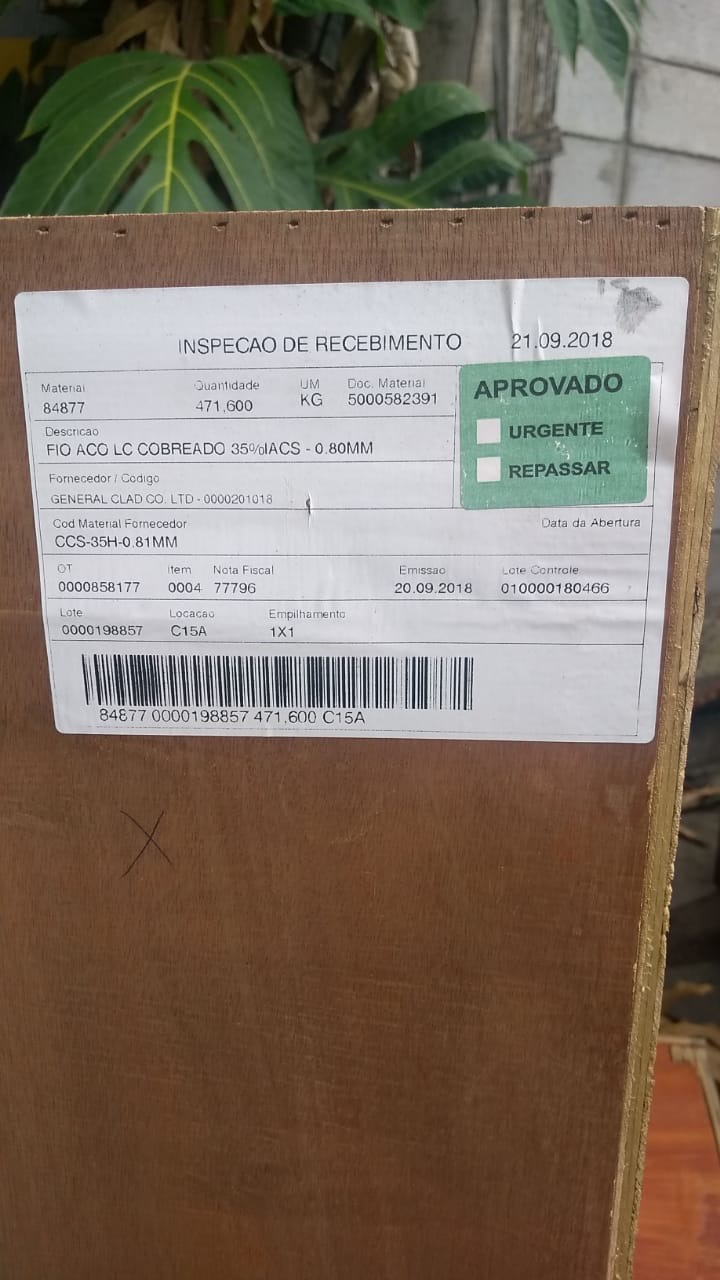 INSPECAO DE RECEBIMENTO 21.09.2018
Material Quantidade UM Doc. Material
84877 471,600 KG 5000582391
APROVADO
URGENTE
REPASSAR
Descricao
FIO ACO LC COBREADO 35%IACS - 0.80MM
Fornecedor / Codigo
GENERAL CLAD CO. LTD - 0000201018
Cod Material Fornecedor Data da Abertura
CCS-35H-0.81MM
OT Item Nota Fiscal Emissao Lote Controle
0000858177 0004 77796 20.09.2018 010000180466
Lote Locacao Empilhamento
0000198857 C15A 1X1
84877 0000198857 471,600 C15A
X